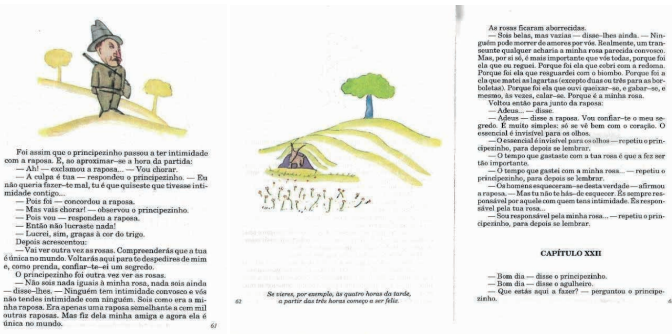 Foi assim que o principezinho passou a ter intimidade
com a raposa. E, ao aproximar-se a hora da partida:
— Ah! — exclamou a raposa... — Vou chorar.
— A culpa é tua — respondeu o principezinho. — Eu
não queria fazer-te mal, tu é que quiseste que tivesse inti-
midade contigo...
— Pois foi — concordou a raposa.
— Mas vais chorar! — observou o principezinho.
— Pois vou — respondeu a raposa.
— Então não lucraste nada!
— Lucrei, sim, graças à cor do trigo.
Depois acrescentou:
— Vai ver outra vez as rosas. Compreenderás que a tua
é única no mundo. Voltarás aqui para te despedires de mim
e, como prenda, confiar-te-ei um segredo.
O principezinho foi outra vez ver as rosas.
— Não sois nada iguais à minha rosa, nada sois ainda
— disse-lhes. — Ninguém tem intimidade convosco e vós
não tendes intimidade com ninguém. Sois como era a mi-
nha raposa. Era apenas uma raposa semelhante a cem mil
outras raposas. Mas fiz dela minha amiga e agora ela é
única no mundo.
61
Se vieres, por exemplo, às quatro horas da tarde,
a partir das três horas começo a ser feliz.
62
As rosas ficaram aborrecidas.
— Sois belas, mas vazias — disse-lhes ainda. — Nin-
guém pode morrer de amores por vós. Realmente, um tran-
seunte qualquer acharia a minha rosa parecida convosco.
Mas, por si só, é mais importante que vós todas, porque foi
ela que eu reguei. Porque foi ela que cobri com a redoma.
Porque foi ela que resguardei com o biombo. Porque foi a
ela que matei as lagartas (excepto duas ou três para as bor-
boletas). Porque foi ela que ouvi queixar-se, e gabar-se, e
mesmo, às vezes, calar-se. Porque é a minha rosa.
Voltou então para junto da raposa:
— Adeus... — disse.
— Adeus — disse a raposa. Vou confiar-te o meu se-
gredo. É muito simples: só se vê bem com o coração. O
essencial é invisível para os olhos.
— O essencial é invisível para os olhos — repetiu o prin-
cipezinho, para depois se lembrar.
— O tempo que gastaste com a tua rosa é que a fez ser
tão importante.
— O tempo que gastei com a minha rosa... — repetiu o
principezinho, para depois se lembrar.
— Os homens esqueceram-se desta verdade — afirmou
a raposa. — Mas tu não te hás-de esquecer. És sempre res-
ponsável por aquele com quem tens intimidade. És respon-
sável pela tua rosa...
— Sou responsável pela minha rosa... — repetiu o prin-
cipezinho, para depois se lembrar.
CAPÍTULO XXII
— Bom dia — disse o principezinho.
— Bom dia — disse o agulheiro.
— Que estás aqui a fazer? — perguntou o principe-
zinho.